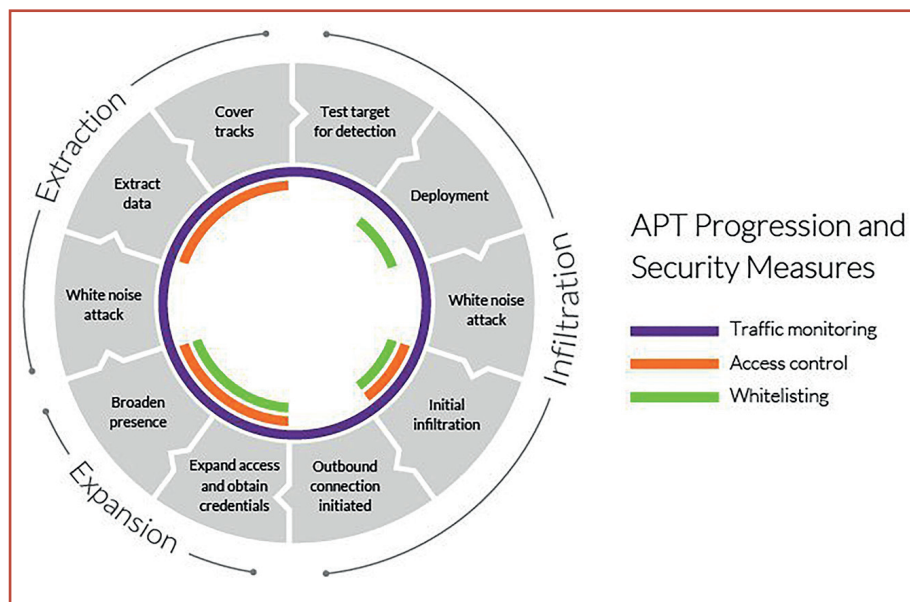 Cover
tracks
Test target
for detection
Deployment
White noise
attack
Initial
infiltration
Outbound
connection
initiated
Expand access
and obtain
credentials
Broaden
presence
White noise
attack
Extract
data
Extraction
Infiltration
Expansion
APT Progression and
Security Measures
Traffic monitoring
Access control
Whitelisting